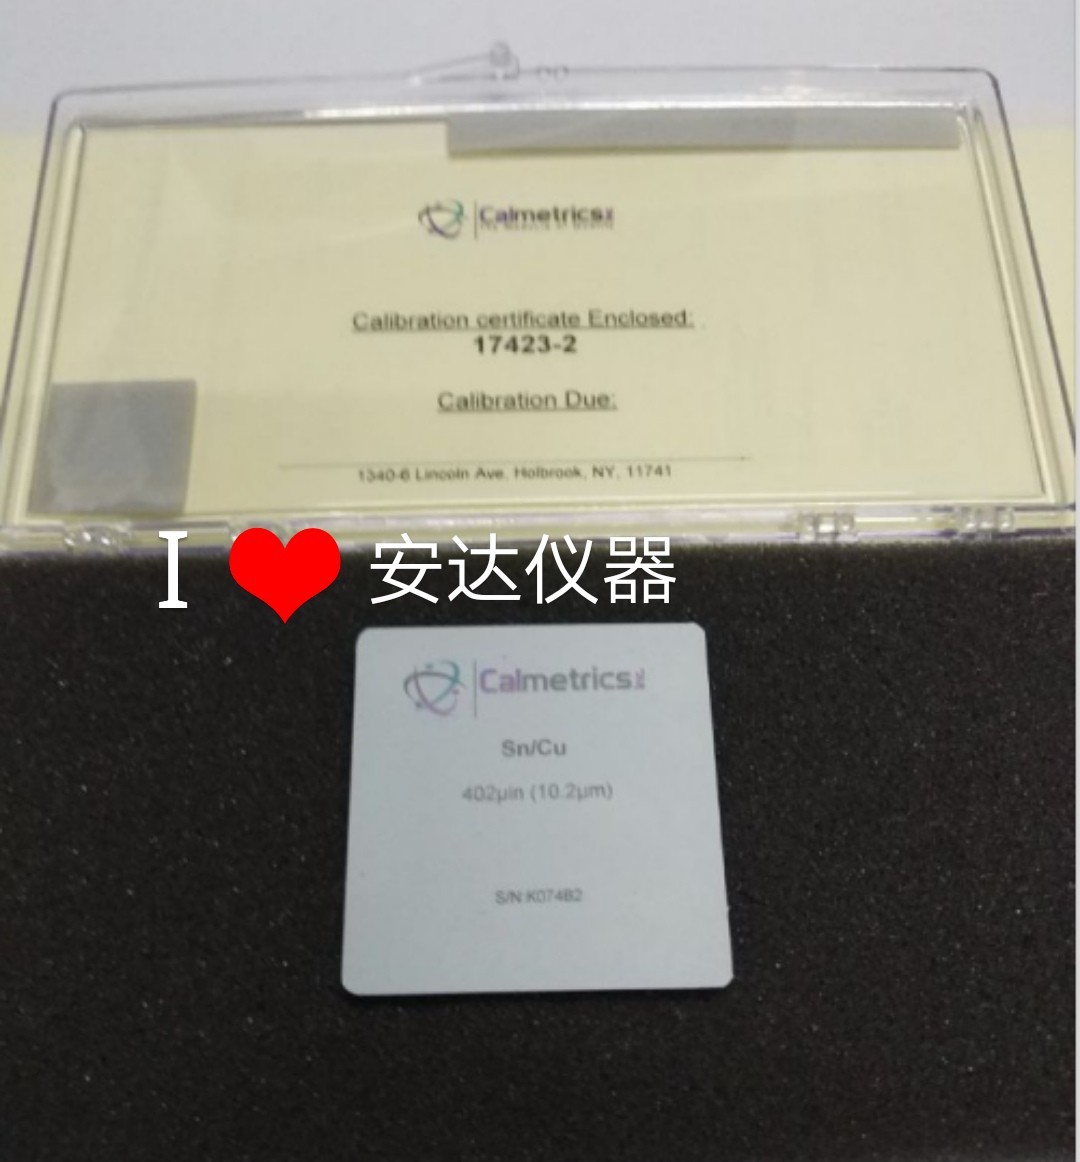 Calmetrics
Calibration certificate Enclosed:
17423-2
Calibration Due:
1340-6 Lincoln Ave. Holbrook, NY, 11741
I ❤ 安达仪器
Calmetrics
Sn/Cu
402µin (10.2µm)
S/N:K074B2